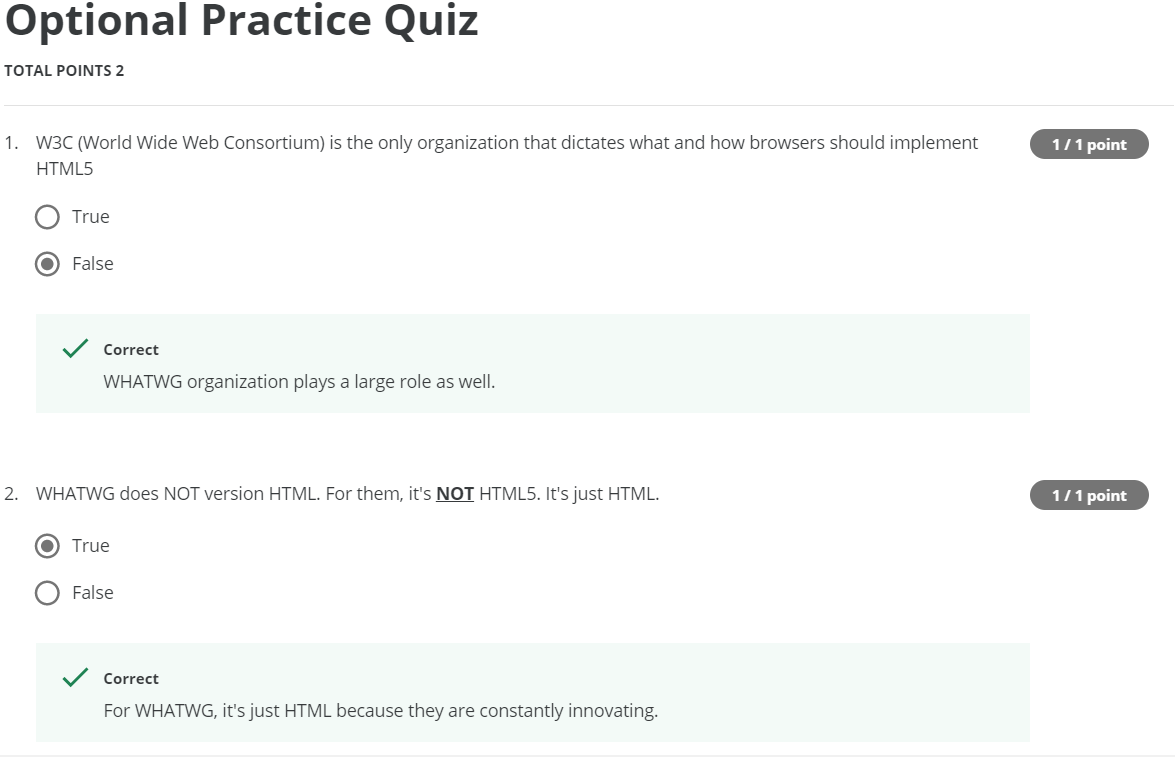 Optional Practice Quiz
TOTAL POINTS 2
1. W3C (World Wide Web Consortium) is the only organization that dictates what and how browsers should implement
HTML5
1 / 1 point
True
False
Correct
WHATWG organization plays a large role as well.
2. WHATWG does NOT version HTML. For them, it's NOT HTML5. It's just HTML.
1 / 1 point
True
False
Correct
For WHATWG, it's just HTML because they are constantly innovating.